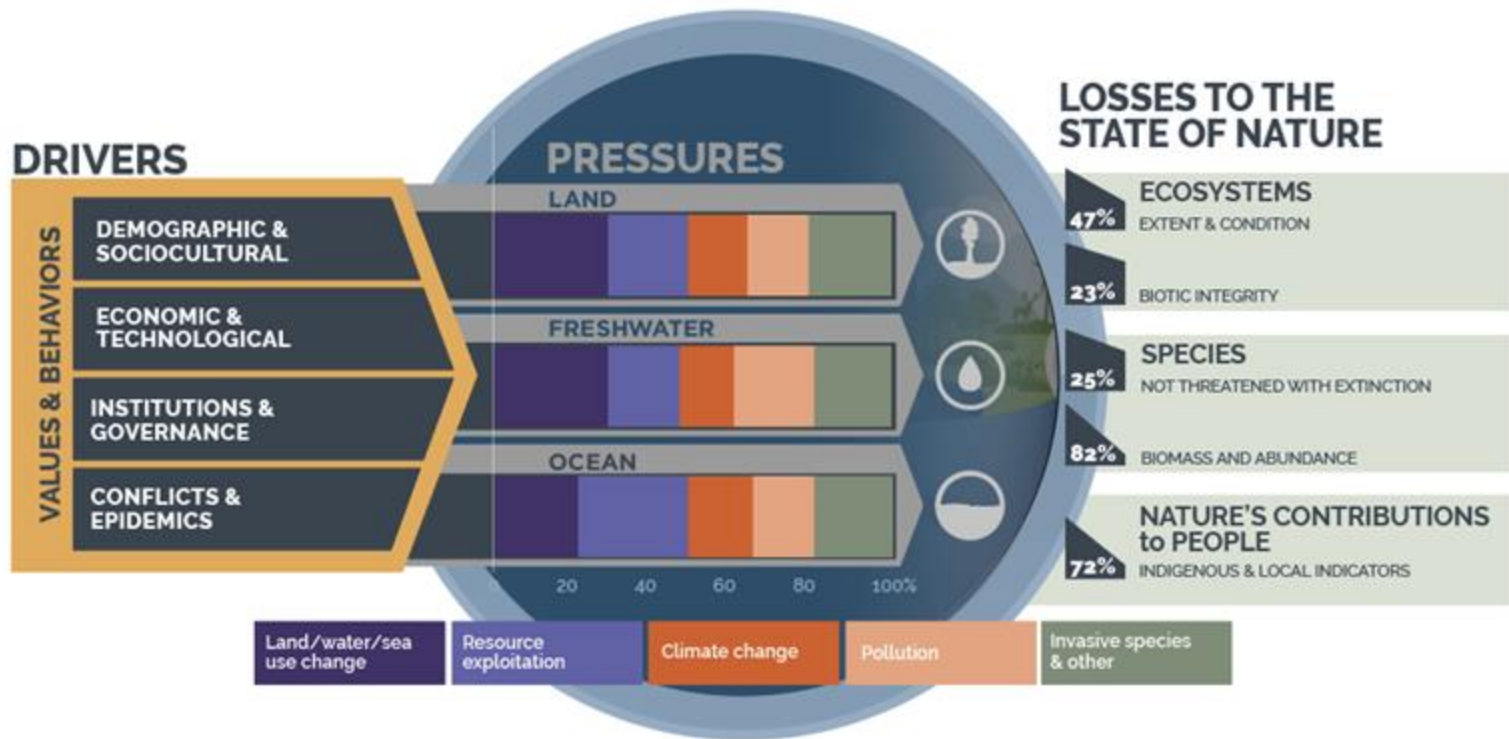 DRIVERS
VALUES & BEHAVIORS
DEMOGRAPHIC &
SOCIOCULTURAL
ECONOMIC &
TECHNOLOGICAL
INSTITUTIONS &
GOVERNANCE
CONFLICTS &
EPIDEMICS
PRESSURES
LAND
FRESHWATER
OCEAN
0 20 40 60 80 100%
LOSSES TO THE
STATE OF NATURE
ECOSYSTEMS
47% EXTENT & CONDITION
23% BIOTIC INTEGRITY
SPECIES
25% NOT THREATENED WITH EXTINCTION
82% BIOMASS AND ABUNDANCE
NATURE'S CONTRIBUTIONS
to PEOPLE
72% INDIGENOUS & LOCAL INDICATORS
Land/water/sea
use change
Resource
exploitation
Climate change
Pollution
Invasive species
& other